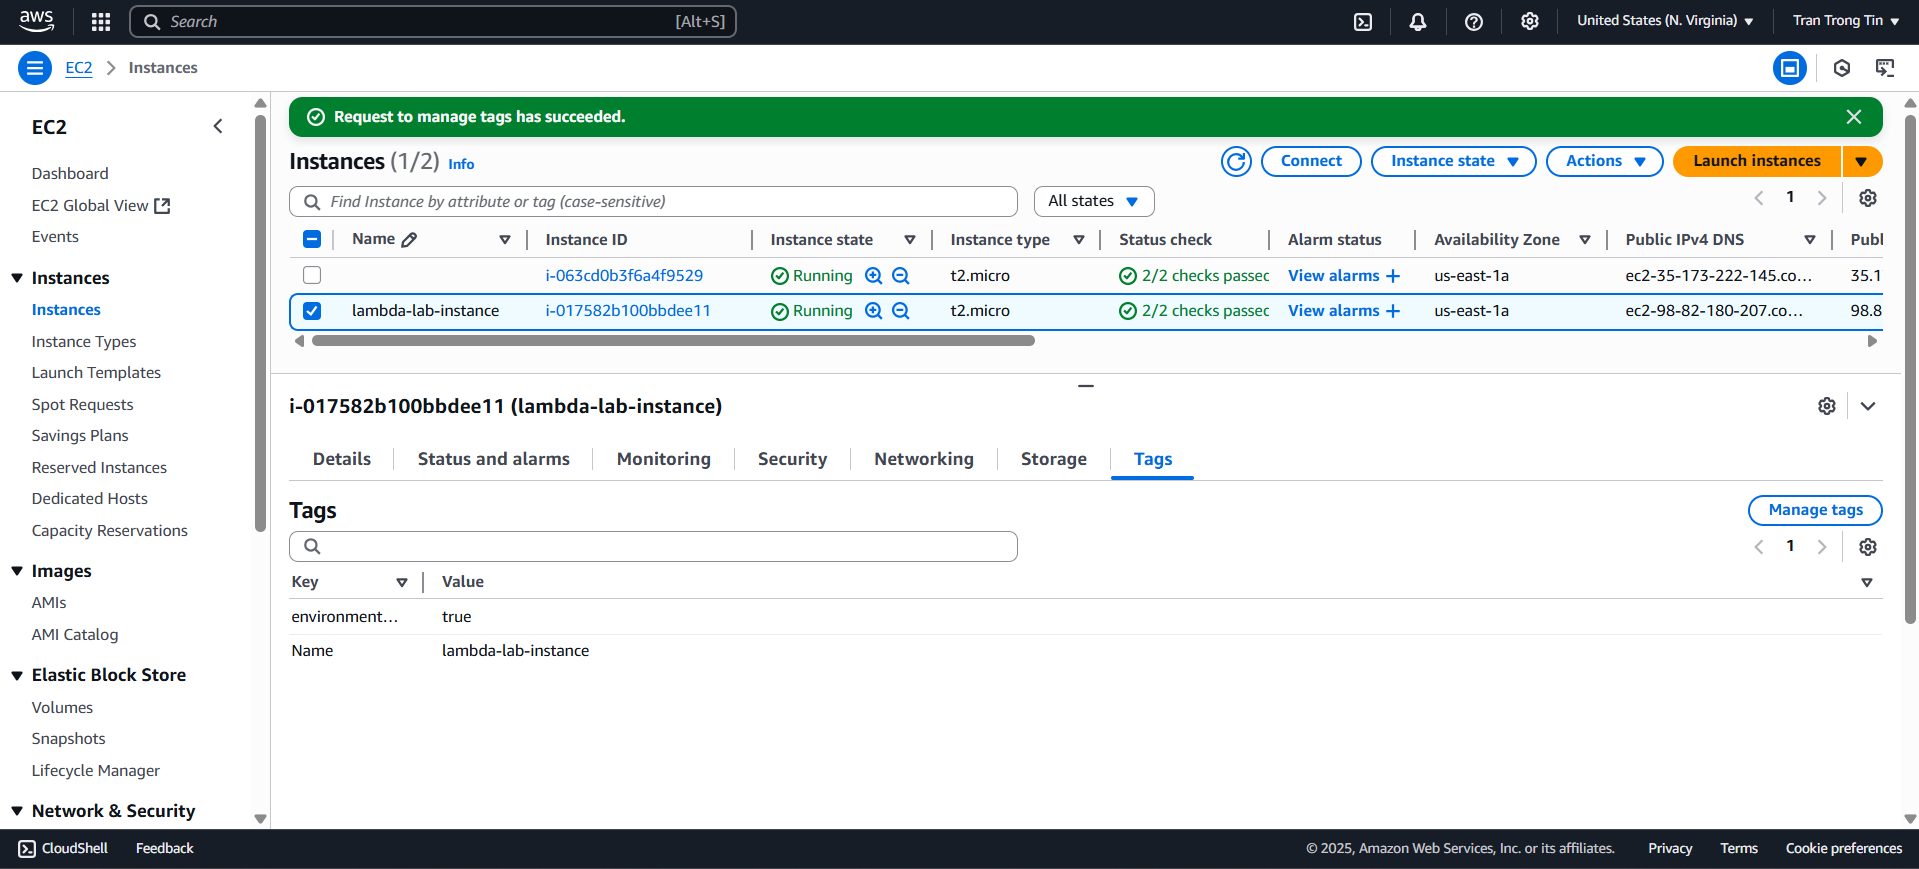 aws
Search [Alt+S]
United States (N. Virginia)
Tran Trong Tin
EC2 > Instances
EC2
Dashboard
EC2 Global View
Events
Instances
Instances
Instance Types
Launch Templates
Spot Requests
Savings Plans
Reserved Instances
Dedicated Hosts
Capacity Reservations
Images
AMIs
AMI Catalog
Elastic Block Store
Volumes
Snapshots
Lifecycle Manager
Network & Security
Request to manage tags has succeeded.
Instances (1/2) Info
Connect
Instance state
Actions
Launch instances
Find Instance by attribute or tag (case-sensitive)
All states
1
Name Instance ID Instance state Instance type Status check Alarm status Availability Zone Public IPv4 DNS Publ
i-063cd0b3f6a4f9529 Running t2.micro 2/2 checks passec View alarms + us-east-1a ec2-35-173-222-145.co... 35.1
lambda-lab-instance i-017582b100bbdee11 Running t2.micro 2/2 checks passec View alarms + us-east-1a ec2-98-82-180-207.co... 98.8
i-017582b100bbdee11 (lambda-lab-instance)
Details
Status and alarms
Monitoring
Security
Networking
Storage
Tags
Tags
Manage tags
1
Key Value
environment... true
Name lambda-lab-instance
CloudShell
Feedback
© 2025, Amazon Web Services, Inc. or its affiliates.
Privacy
Terms
Cookie preferences